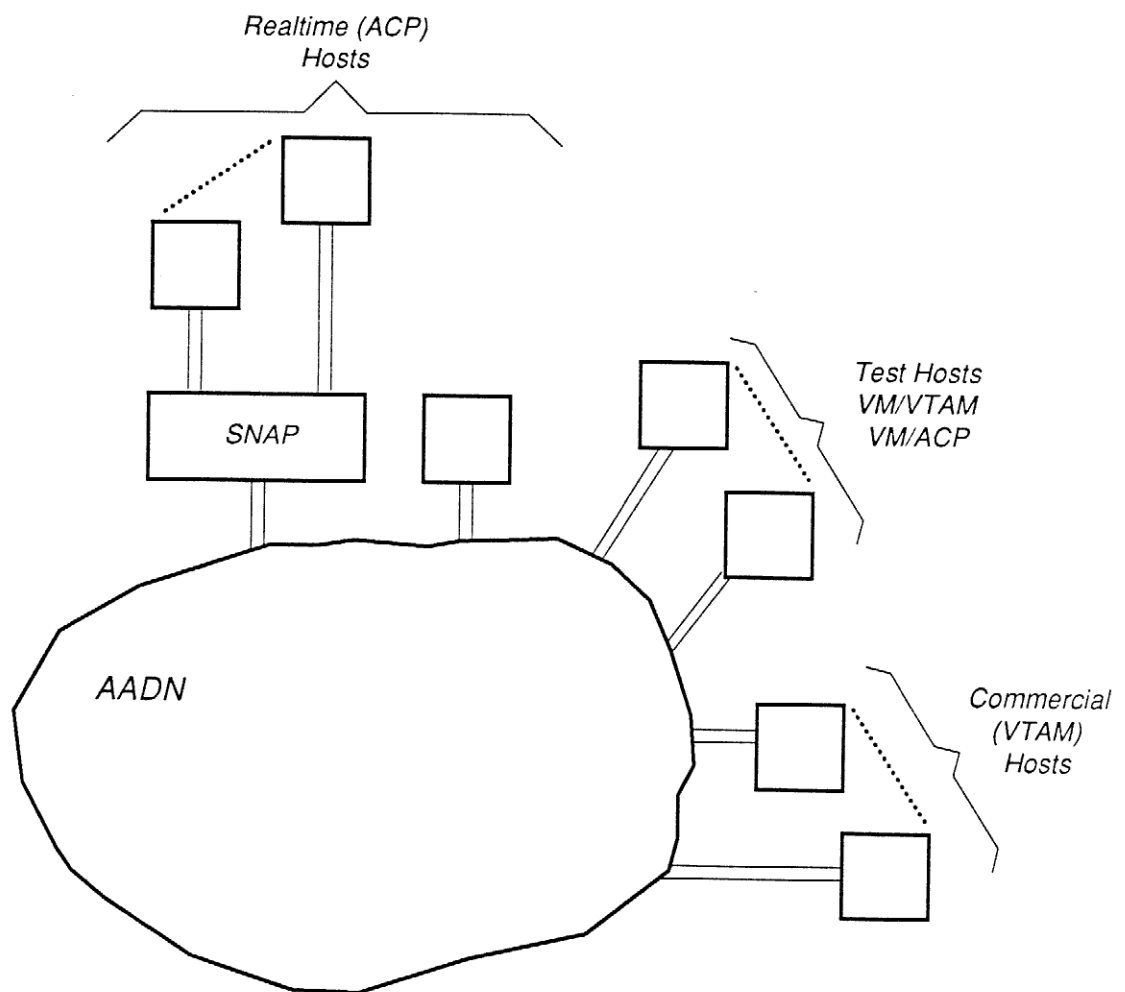 Realtime (ACP)
Hosts
SNAP
Test Hosts
VM/VTAM
VM/ACP
AADN
Commercial
(VTAM)
Hosts